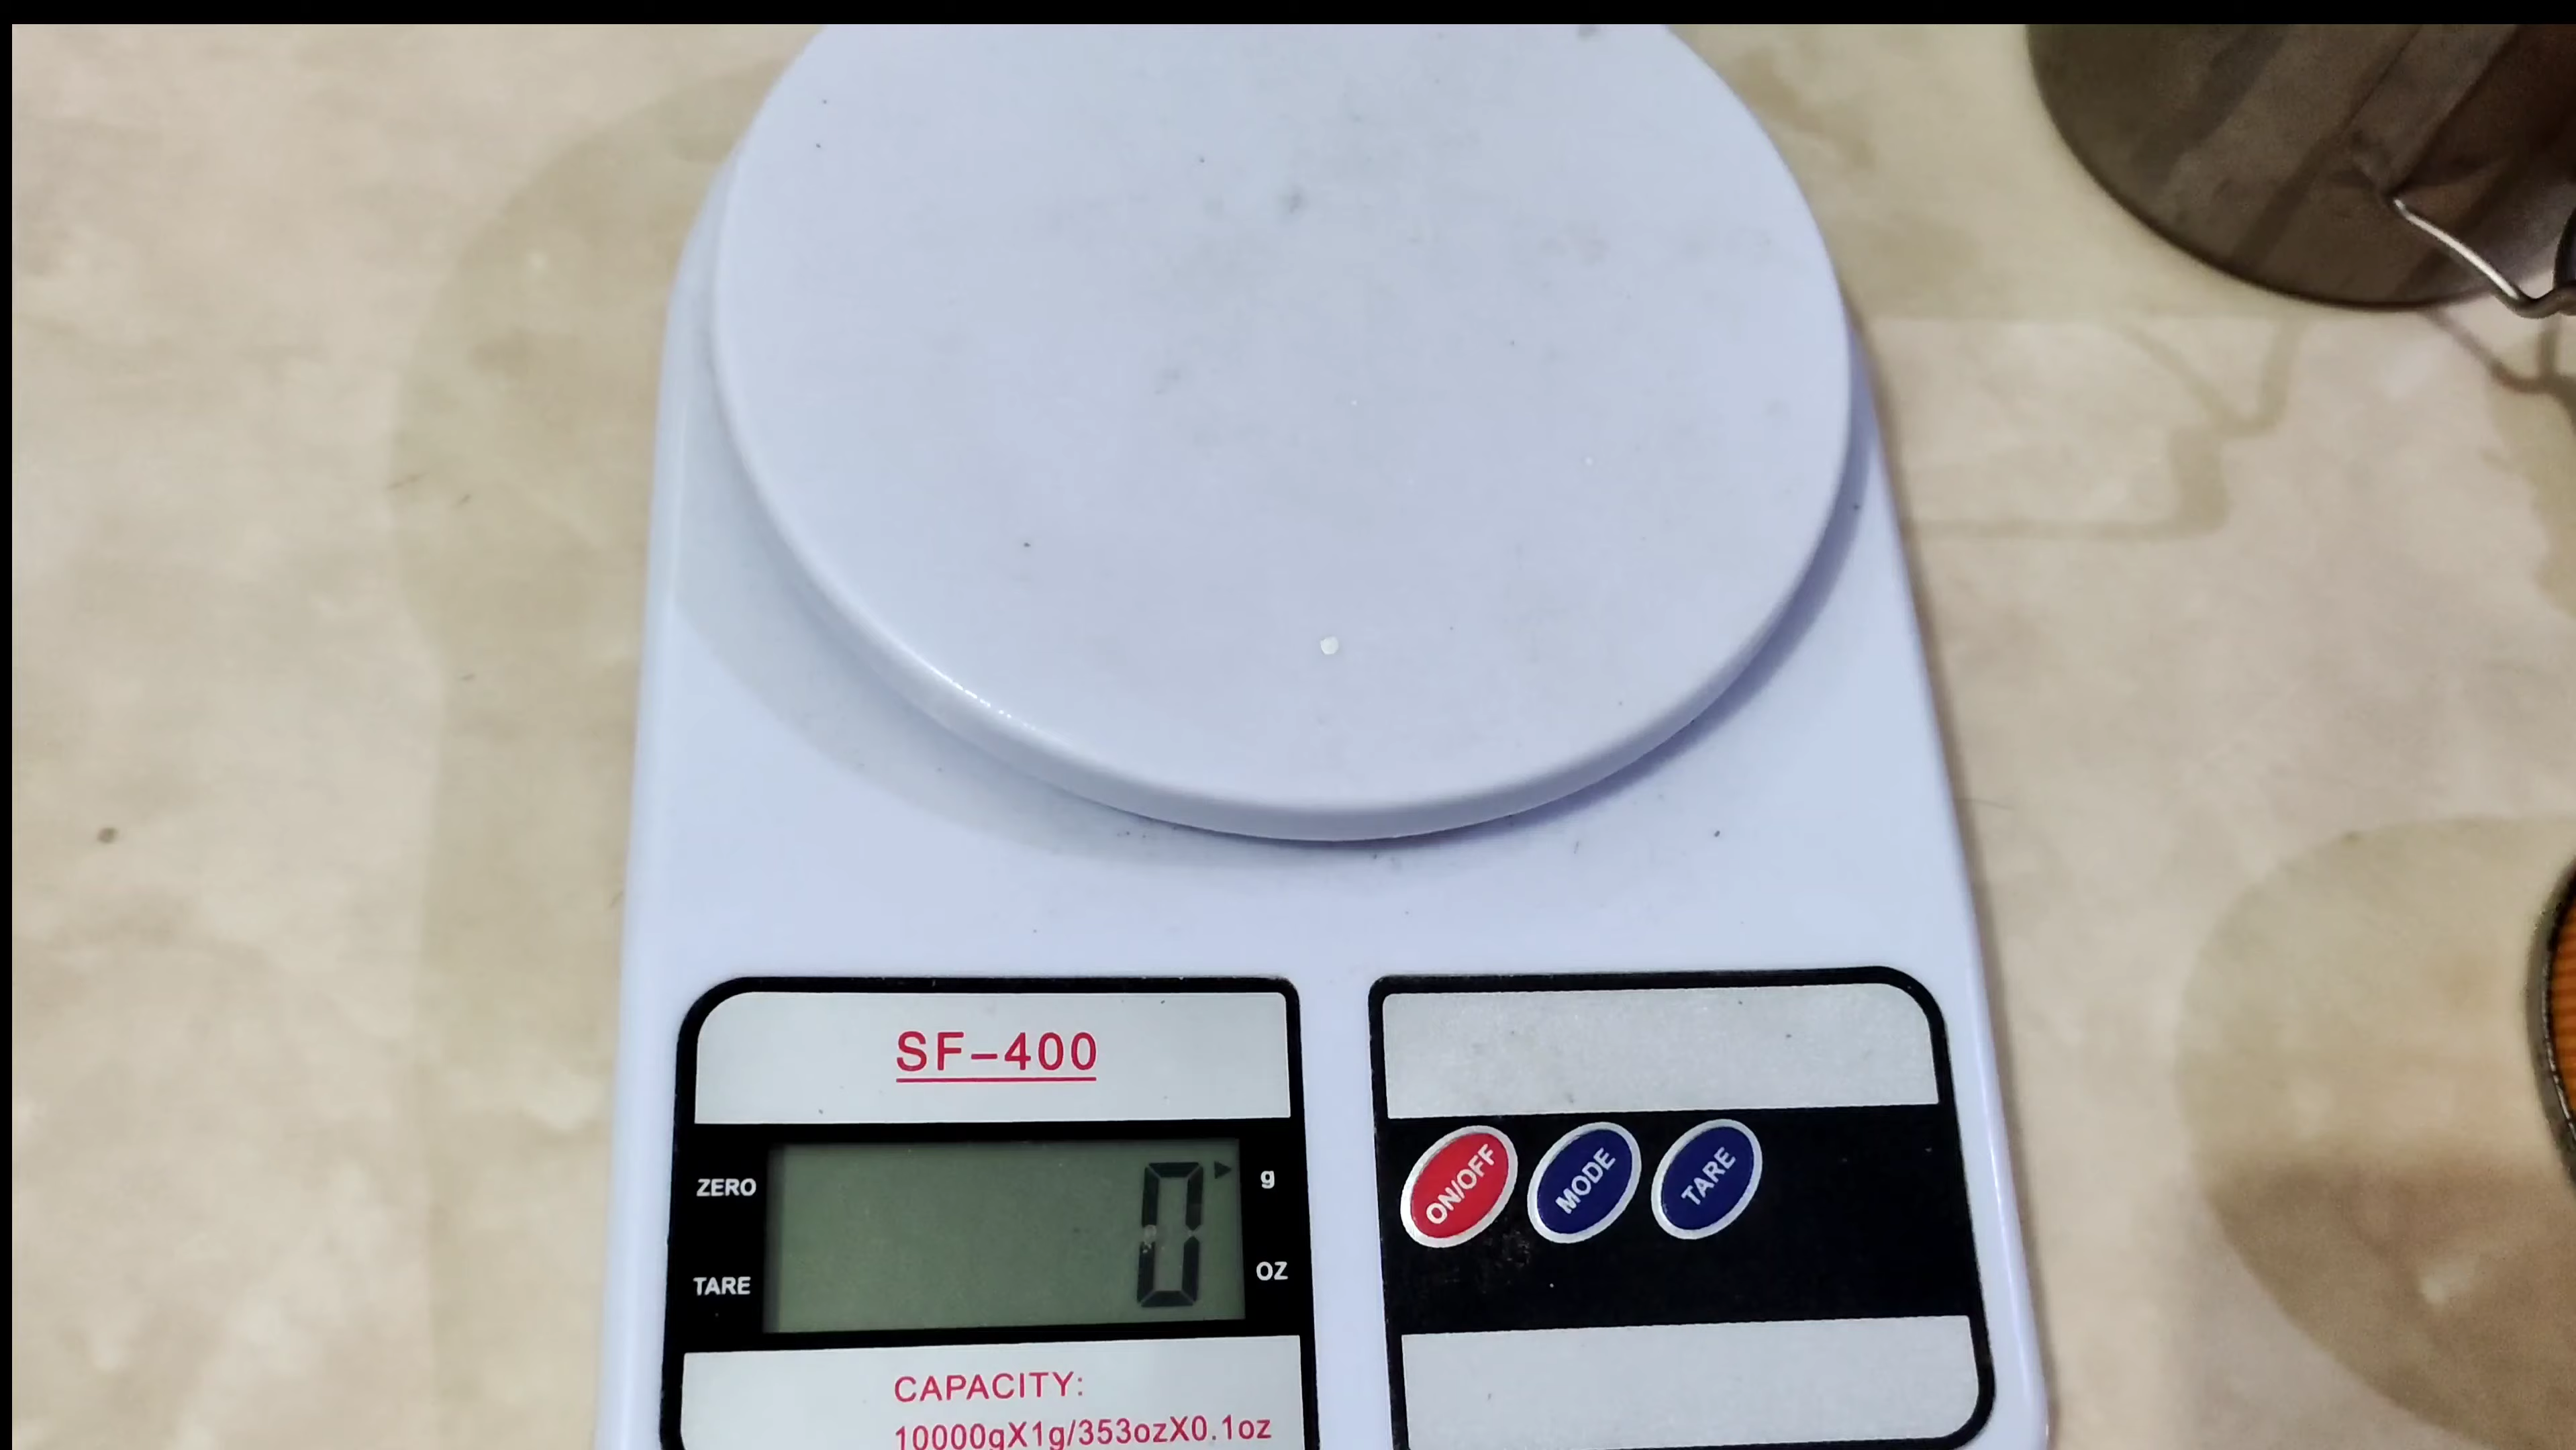 SF-400
ZERO
TARE
0
g
oz
ON/OFF
MODE
TARE
CAPACITY:
10000gX1g/353ozX0.1oz